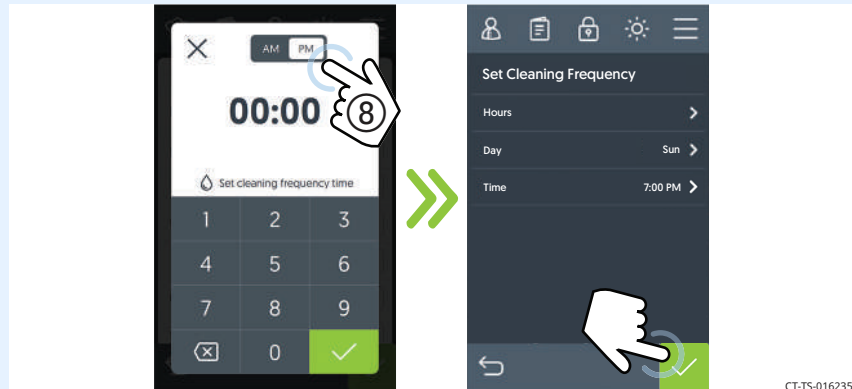 AM PM
00:00
8
Set cleaning frequency time
1 2 3
4 5 6
7 8 9
0
Set Cleaning Frequency
Hours
Day Sun
Time 7:00 PM
CT-TS-016235